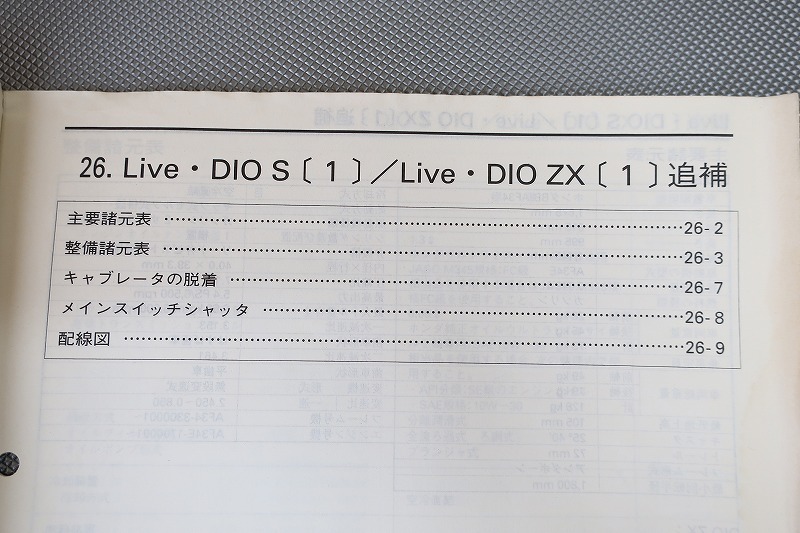 26. Live・DIO S〔1〕／Live・DIO ZX〔1〕追補
主要諸元表 ……………………………………………………………26-2
整備諸元表 ……………………………………………………………26-3
キャブレータの脱着 …………………………………………………26-7
メインスイッチシャッタ ……………………………………………26-8
配線図 …………………………………………………………………26-9